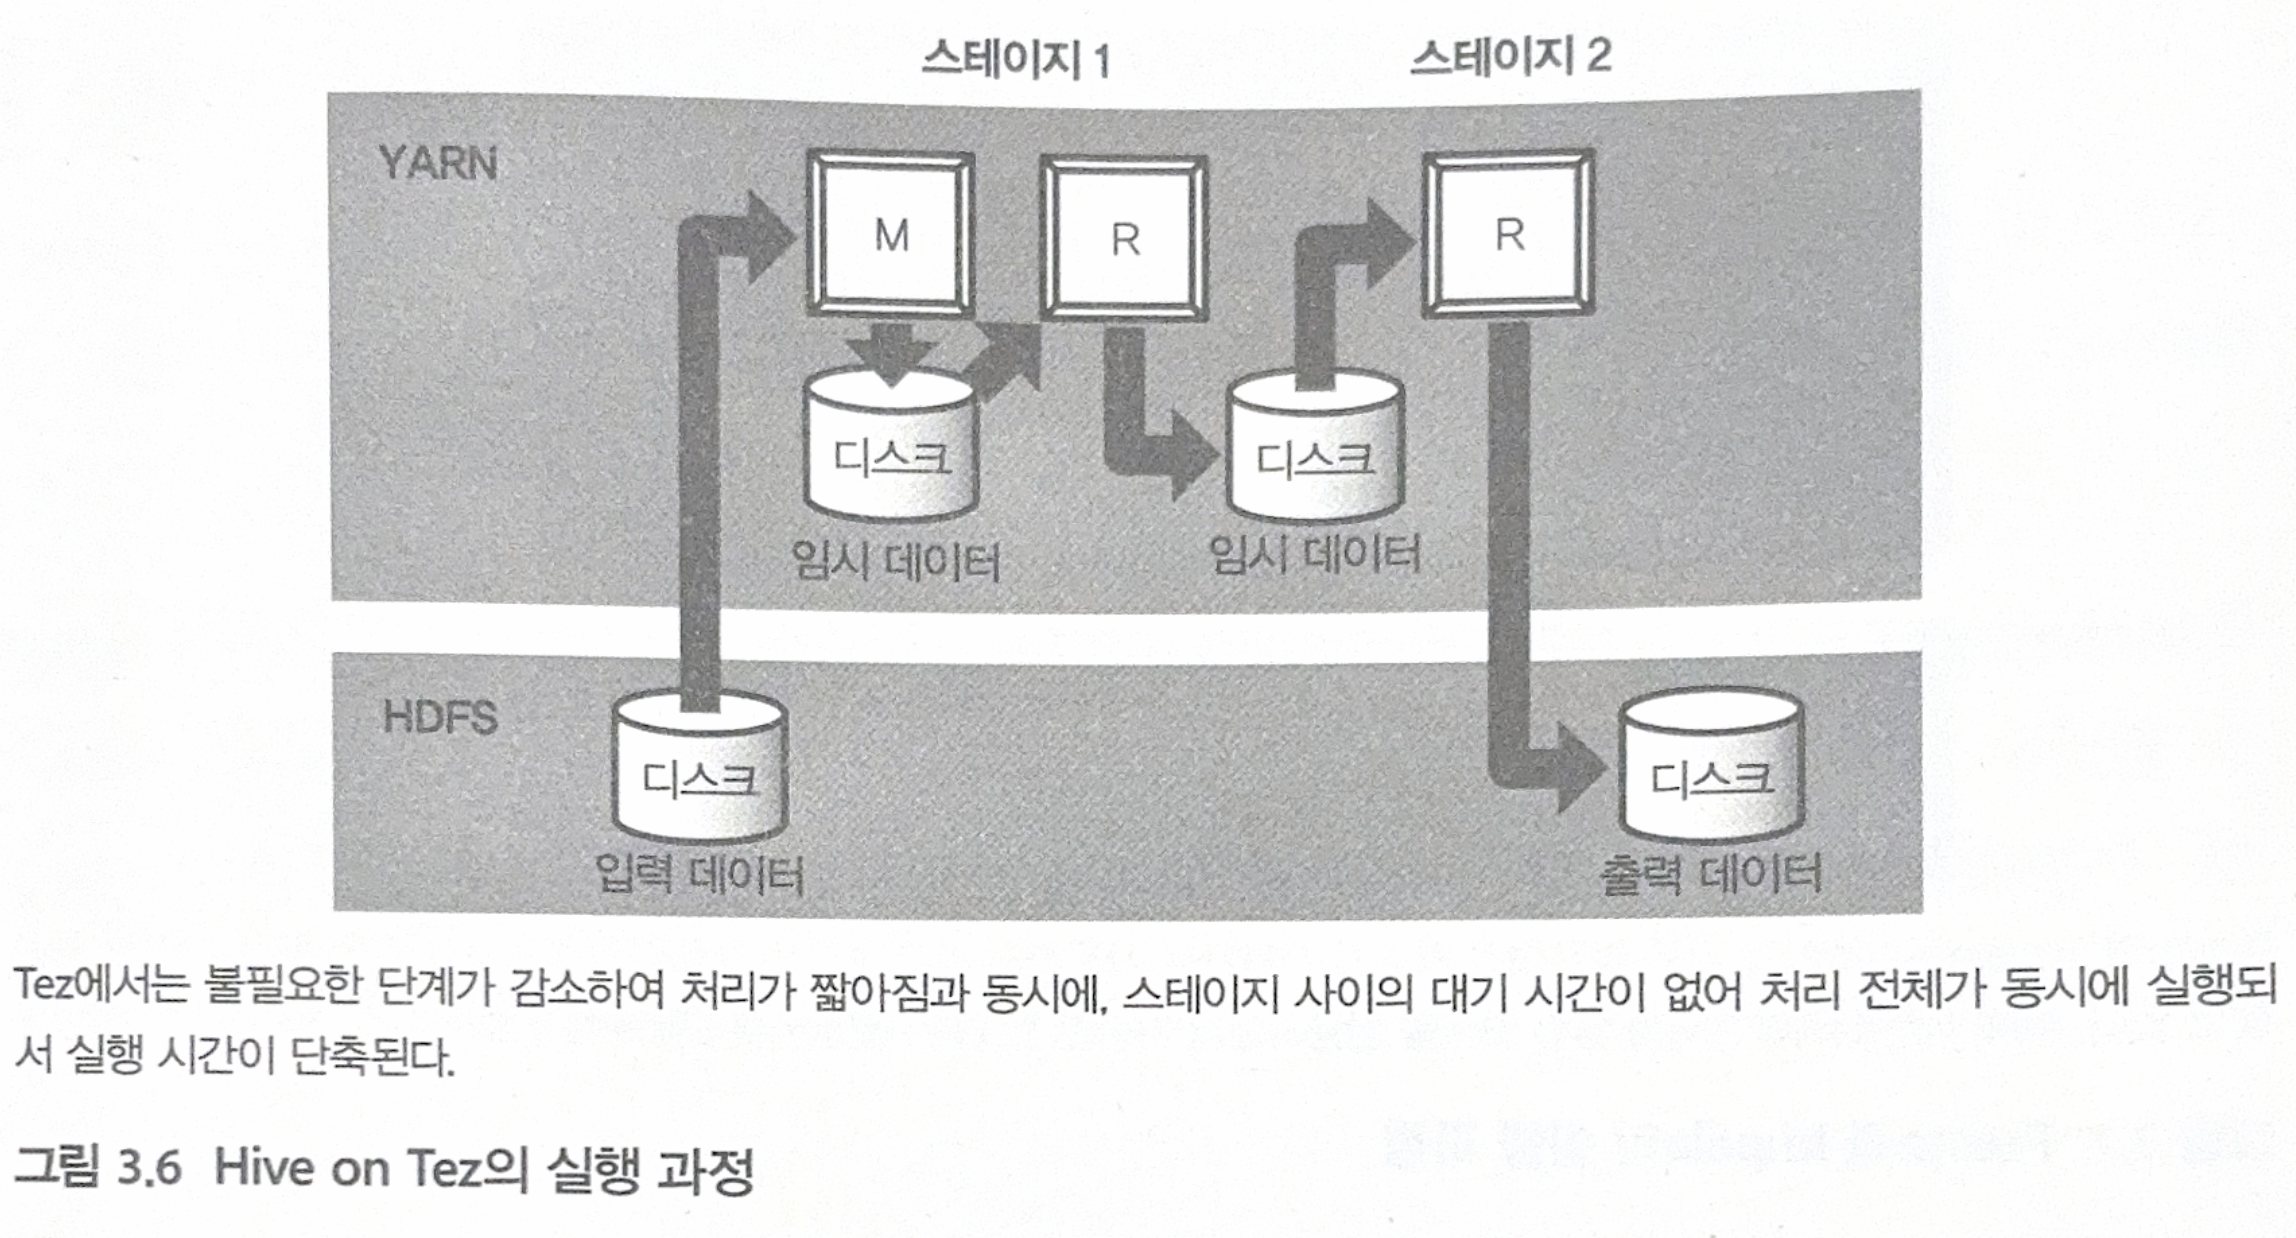 스테이지 1
스테이지 2
YARN
M
R
R
디스크
디스크
임시 데이터
임시 데이터
HDFS
디스크
디스크
입력 데이터
출력 데이터
Tez에서는 불필요한 단계가 감소하여 처리가 짧아짐과 동시에, 스테이지 사이의 대기 시간이 없어 처리 전체가 동시에 실행되
서 실행 시간이 단축된다.
그림 3.6 Hive on Tez의 실행 과정